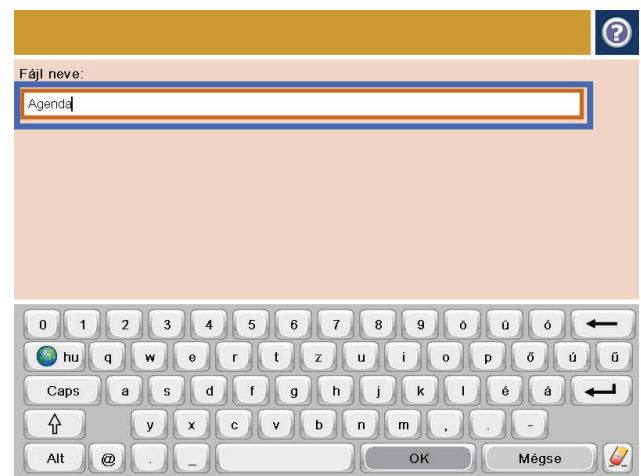 ?
Fájl neve:
Agenda
0 1 2 3 4 5 6 7 8 9 ö ü ó
hu q w e r t z u i o p ő ú ű
Caps a s d f g h j k l é á
y x c v b n m , . -
Alt @ . _ OK Mégse